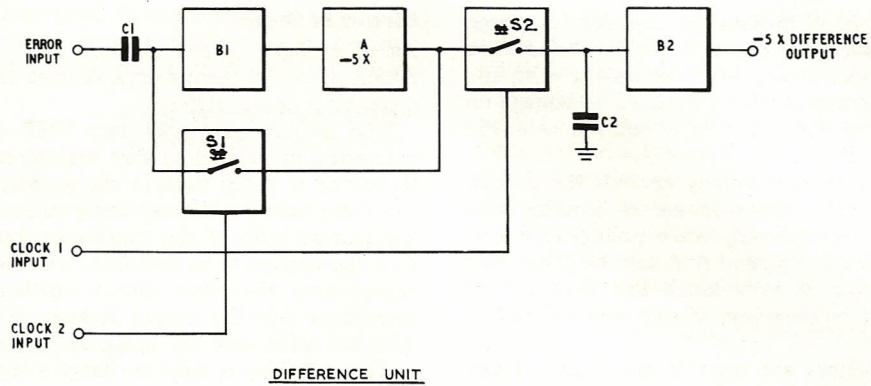 C1
ERROR
INPUT
B1
A
–5 X
S2
B2
–5 X DIFFERENCE
OUTPUT
C2
S1
CLOCK 1
INPUT
CLOCK 2
INPUT
DIFFERENCE UNIT